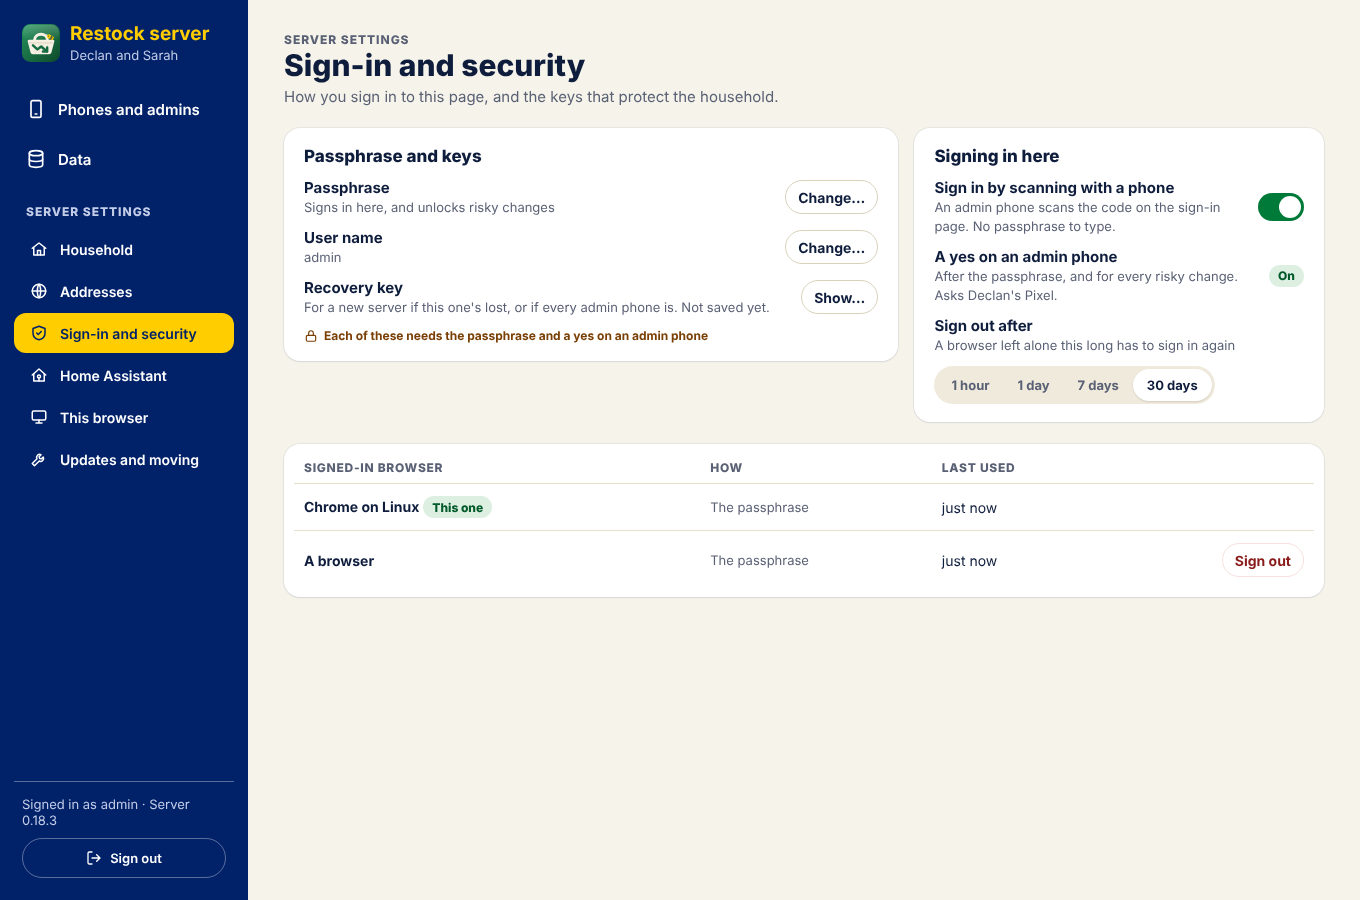 Restock server
Declan and Sarah
Phones and admins
Data
SERVER SETTINGS
Household
Addresses
Sign-in and security
Home Assistant
This browser
Updates and moving
Signed in as admin · Server
0.18.3
Sign out
SERVER SETTINGS
Sign-in and security
How you sign in to this page, and the keys that protect the household.
Passphrase and keys
Passphrase
Signs in here, and unlocks risky changes
Change...
User name
admin
Change...
Recovery key
For a new server if this one's lost, or if every admin phone is. Not saved yet.
Show...
Each of these needs the passphrase and a yes on an admin phone
Signing in here
Sign in by scanning with a phone
An admin phone scans the code on the sign-in
page. No passphrase to type.
A yes on an admin phone
After the passphrase, and for every risky change.
Asks Declan's Pixel.
On
Sign out after
A browser left alone this long has to sign in again
1 hour 1 day 7 days 30 days
SIGNED-IN BROWSER HOW LAST USED
Chrome on Linux This one The passphrase just now
A browser The passphrase just now Sign out